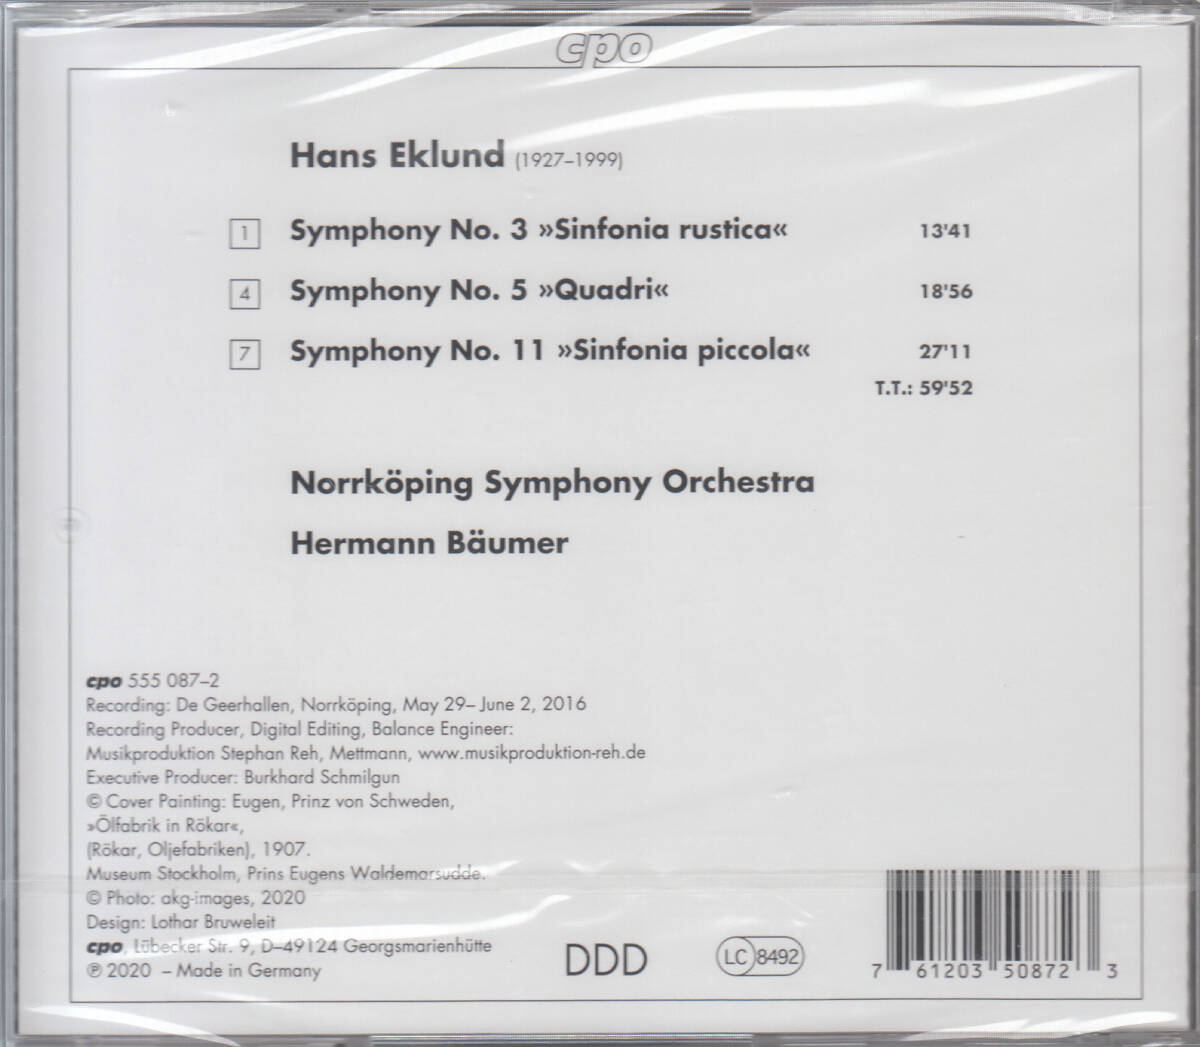 cpo
Hans Eklund (1927–1999)
1 Symphony No. 3 »Sinfonia rustica« 13'41
4 Symphony No. 5 »Quadri« 18'56
7 Symphony No. 11 »Sinfonia piccola« 27'11
T.T.: 59'52
Norrköping Symphony Orchestra
Hermann Bäumer
cpo 555 087–2
Recording: De Geerhallen, Norrköping, May 29– June 2, 2016
Recording Producer, Digital Editing, Balance Engineer:
Musikproduktion Stephan Reh, Mettmann, www.musikproduktion-reh.de
Executive Producer: Burkhard Schmilgun
© Cover Painting: Eugen, Prinz von Schweden,
»Ölfabrik in Rökar«,
(Rökar, Oljefabriken), 1907.
Museum Stockholm, Prins Eugens Waldemarsudde.
© Photo: akg-images, 2020
Design: Lothar Bruweleit
cpo, Lübecker Str. 9, D–49124 Georgsmarienhütte
℗ 2020 – Made in Germany
DDD
LC 8492
7 61203 50872 3